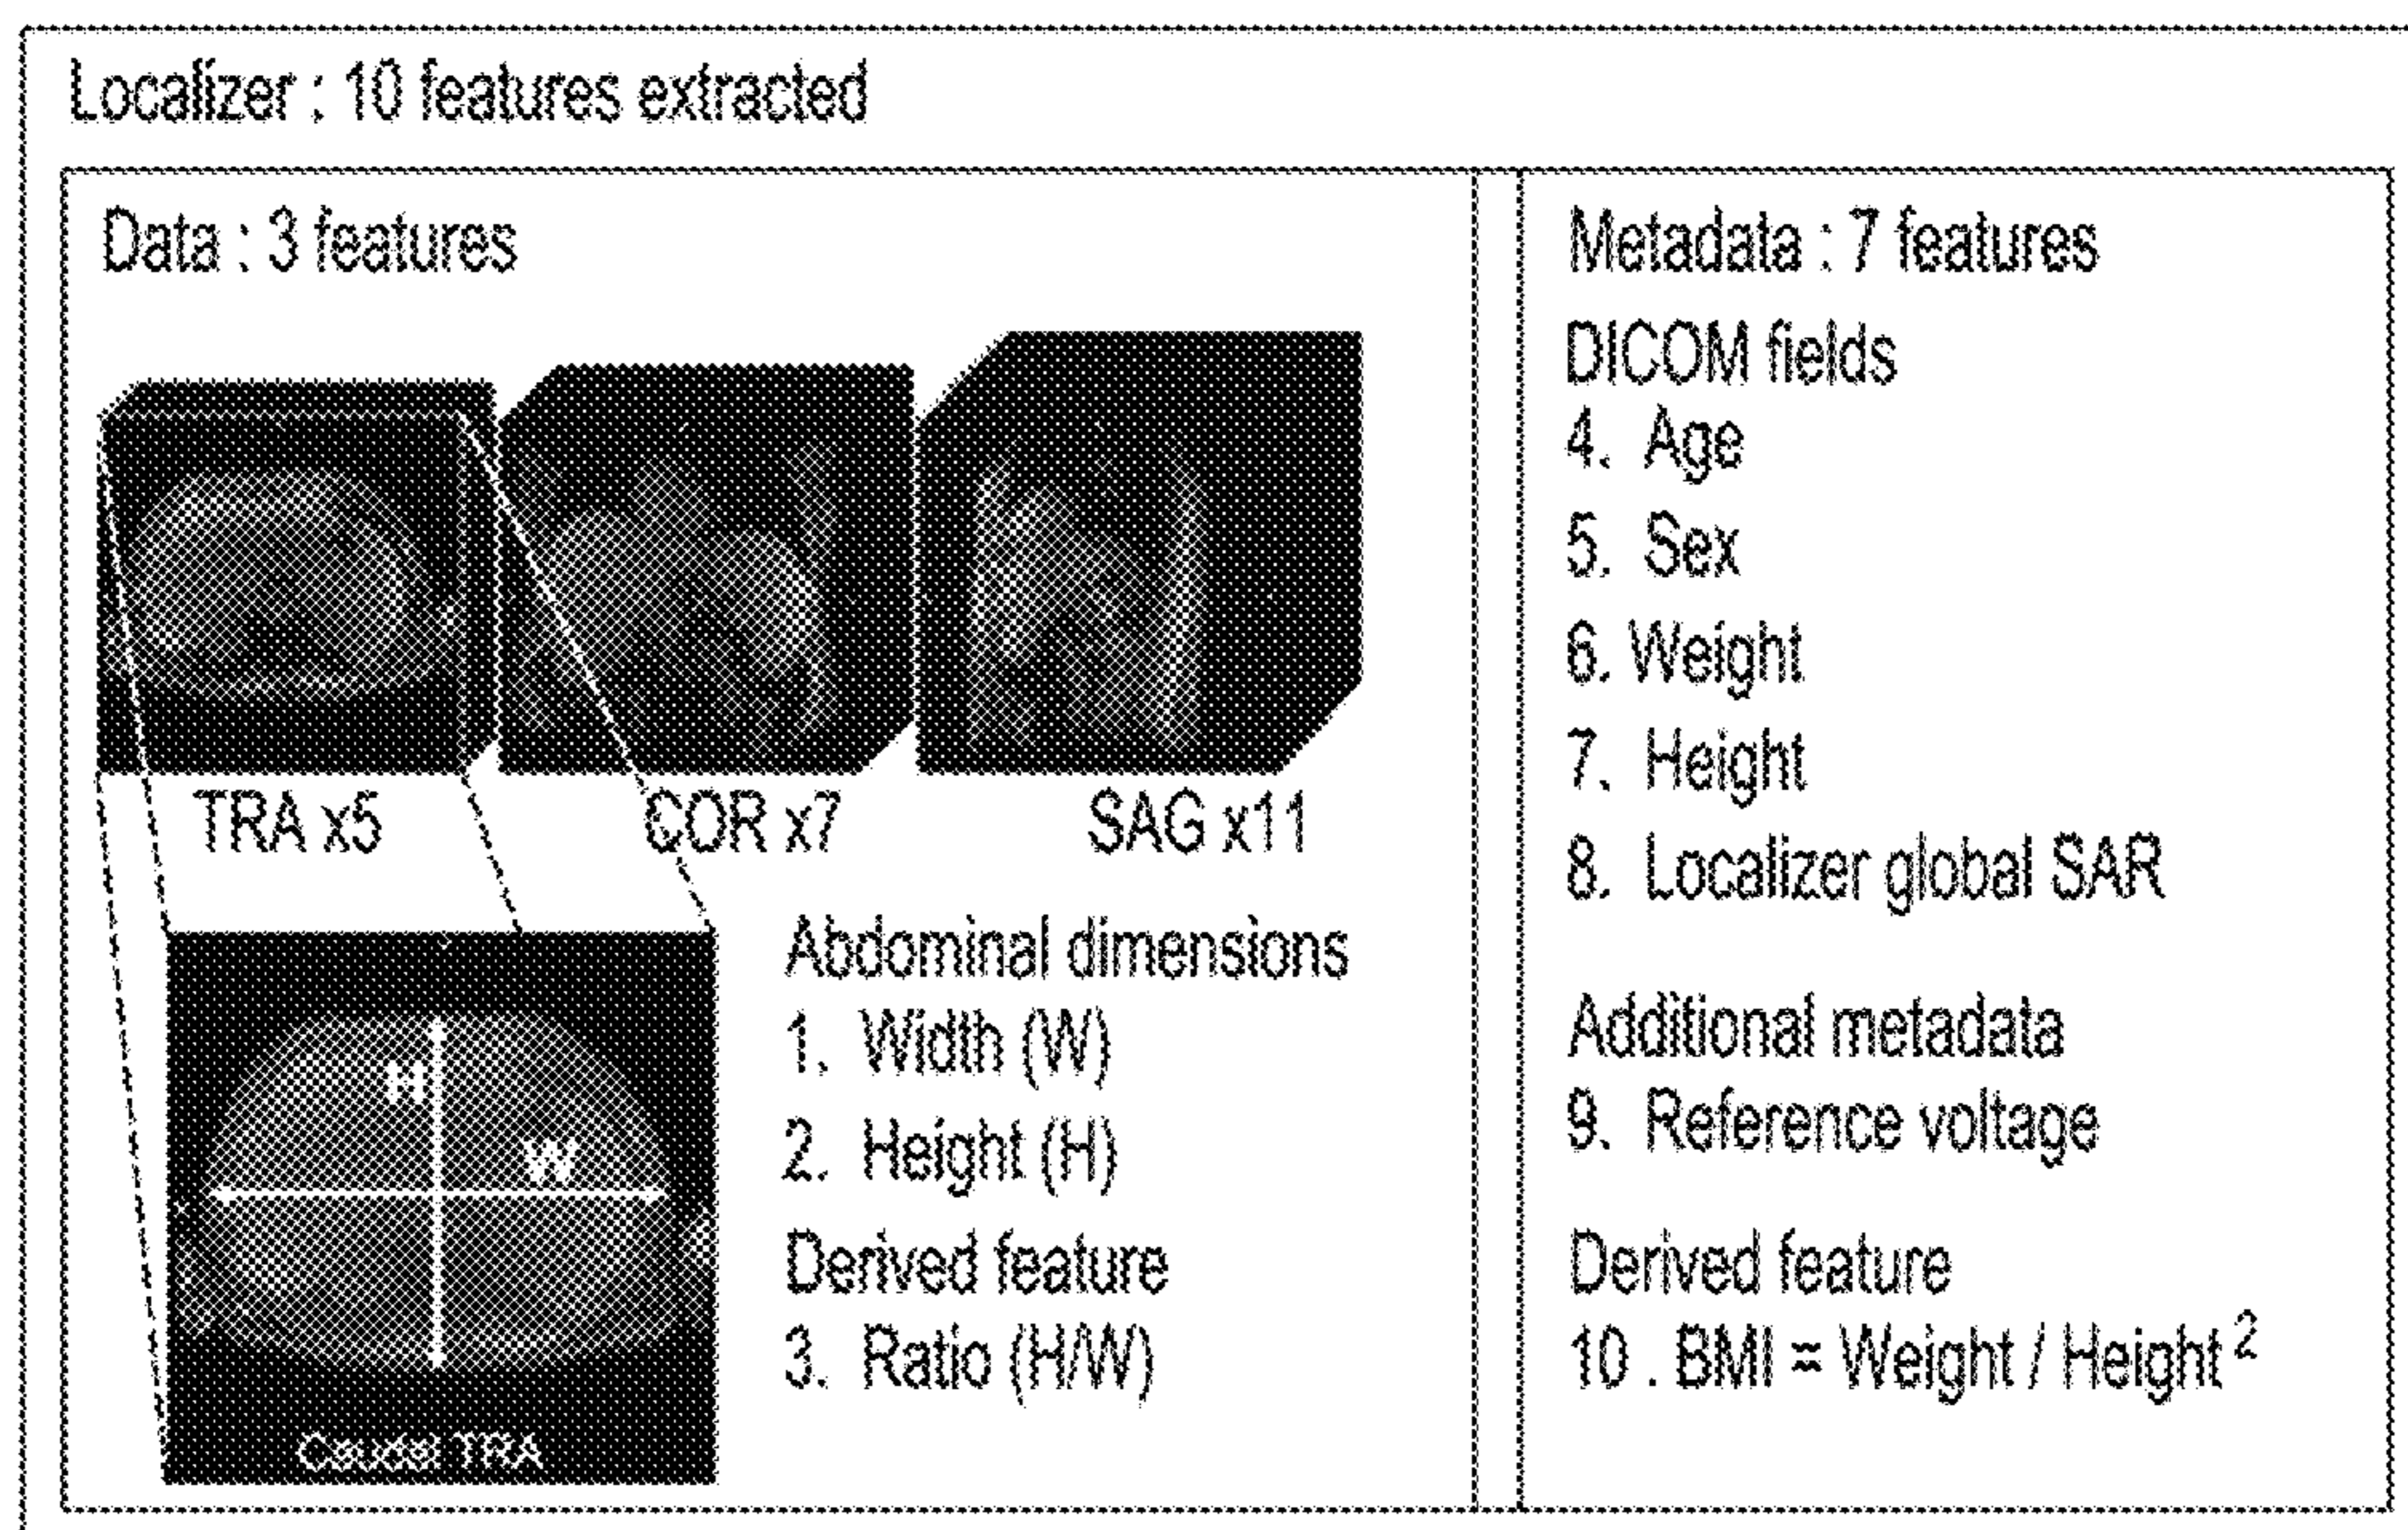 Localizer : 10 features extracted
Data : 3 features
TRA x5
COR x7
SAG x11
H
W
Caudal TRA
Abdominal dimensions
1. Width (W)
2. Height (H)
Derived feature
3. Ratio (H/W)
Metadata : 7 features
DICOM fields
4. Age
5. Sex
6. Weight
7. Height
8. Localizer global SAR
Additional metadata
9. Reference voltage
Derived feature
10 . BMI = Weight / Height ²